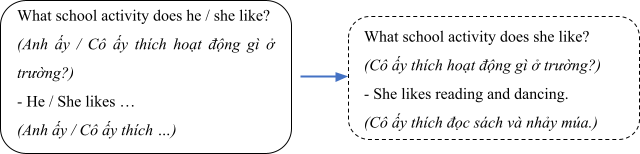 What school activity does he / she like?
(Anh ấy / Cô ấy thích hoạt động gì ở
trường?)
- He / She likes …
(Anh ấy / Cô ấy thích …)
What school activity does she like?
(Cô ấy thích hoạt động gì ở trường?)
- She likes reading and dancing.
(Cô ấy thích đọc sách và nhảy múa.)